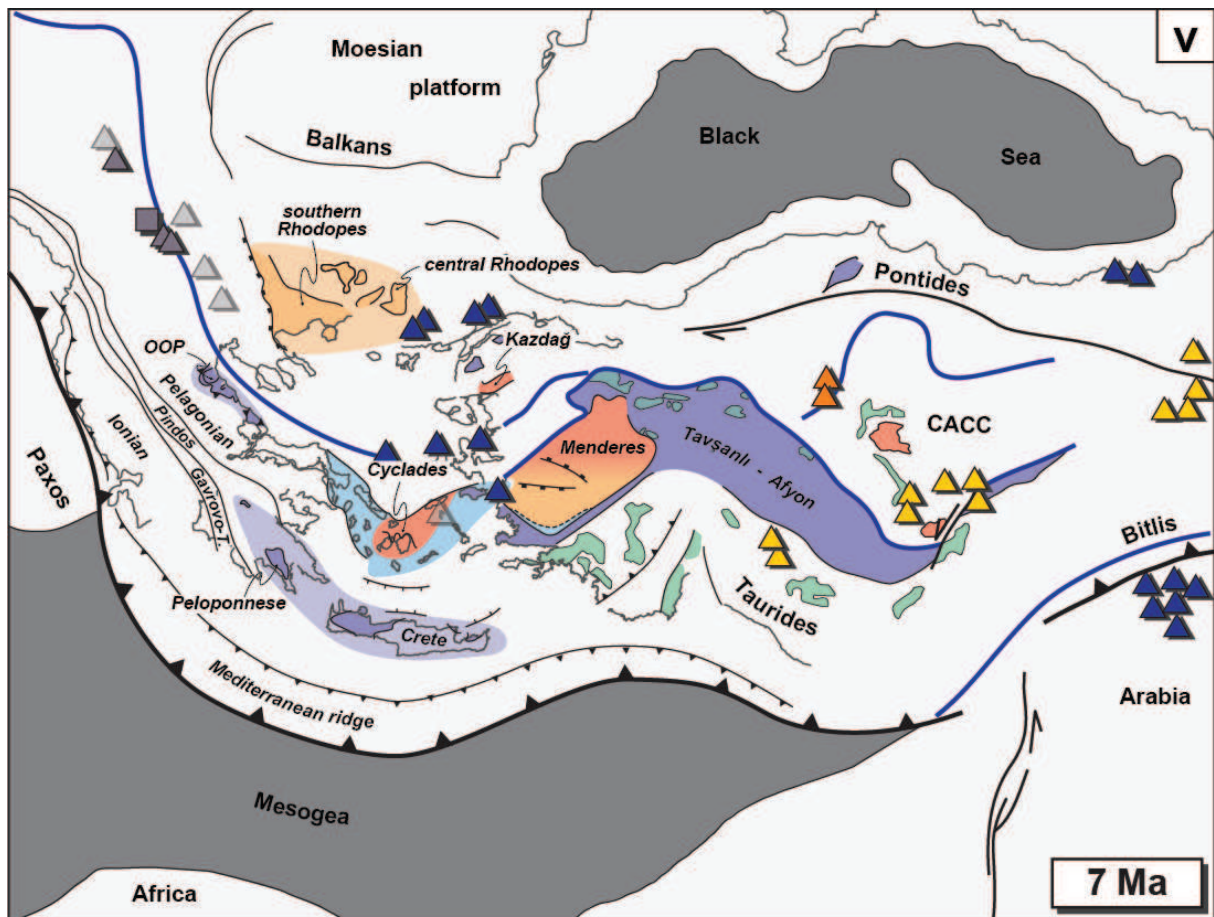 V
Moesian
platform
Black
Sea
Balkans
southern
Rhodopes
central Rhodopes
Pontides
OOP
Kazdağ
Pelagonian
Pindos
Ionian
Gavrovo-T.
Paxos
Cyclades
Menderes
Tavşanlı - Afyon
CACC
Bitlis
Peloponnese
Crete
Taurides
Mediterranean ridge
Arabia
Mesogea
Africa
7 Ma